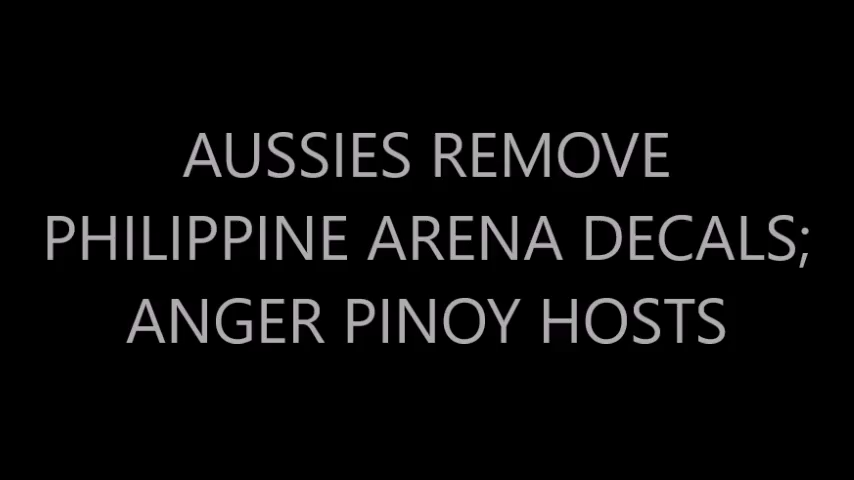 AUSSIES REMOVE
PHILIPPINE ARENA DECALS;
ANGER PINOY HOSTS